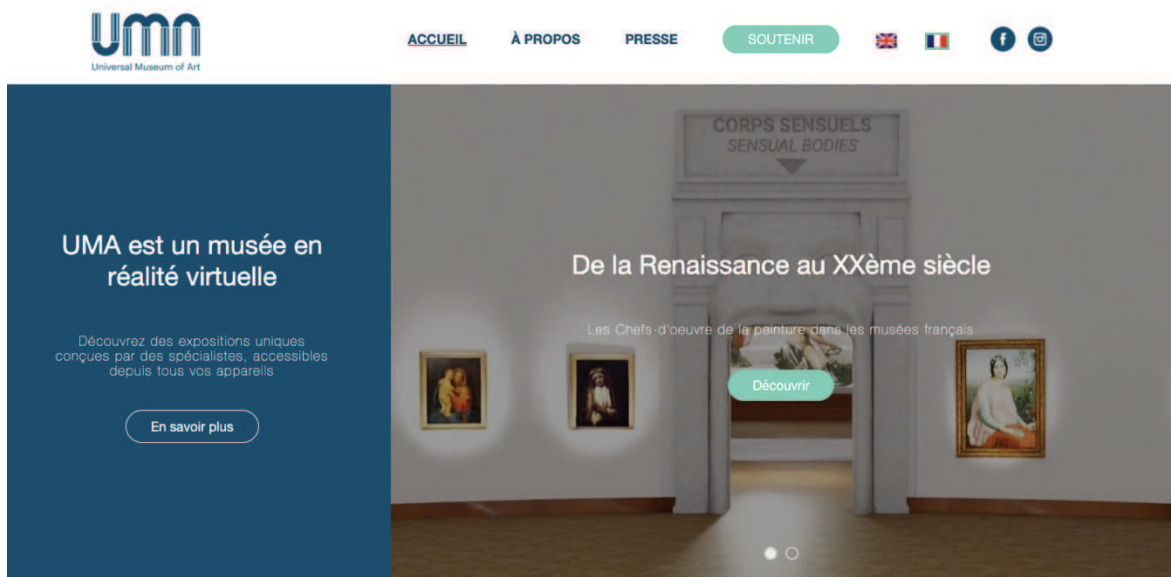 uma
Universal Museum of Art
ACCUEIL
À PROPOS
PRESSE
SOUTENIR
UMA est un musée en
réalité virtuelle
Découvrez des expositions uniques
conçues par des spécialistes, accessibles
depuis tous vos appareils
En savoir plus
CORPS SENSUELS
SENSUAL BODIES
De la Renaissance au XXème siècle
Les Chefs-d'oeuvre de la peinture dans les musées français
Découvrir